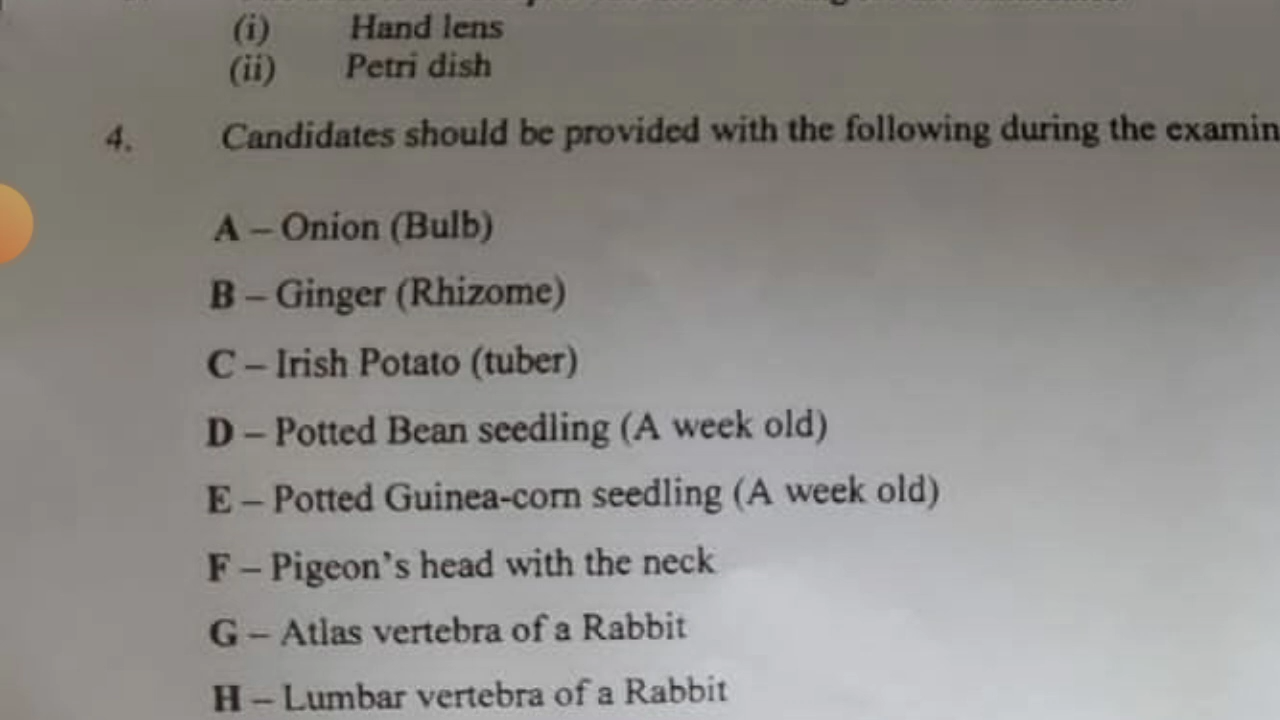 (i) Hand lens
(ii) Petri dish
4. Candidates should be provided with the following during the examin
A – Onion (Bulb)
B – Ginger (Rhizome)
C – Irish Potato (tuber)
D – Potted Bean seedling (A week old)
E – Potted Guinea-corn seedling (A week old)
F – Pigeon's head with the neck
G – Atlas vertebra of a Rabbit
H – Lumbar vertebra of a Rabbit